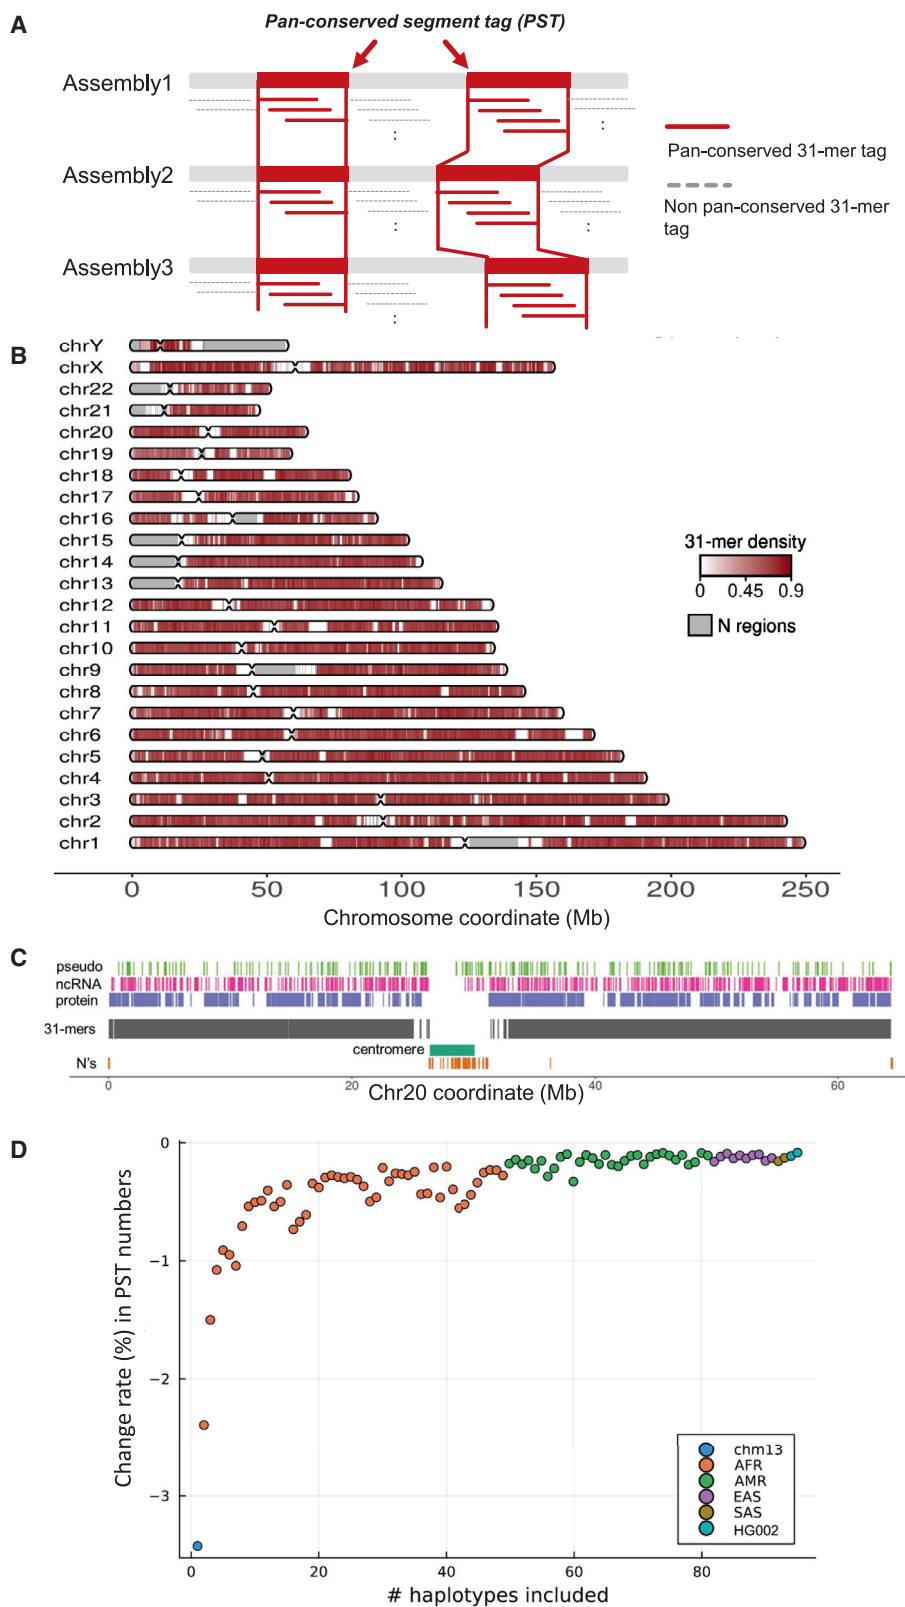 A
Pan-conserved segment tag (PST)
Assembly1
:
:
Assembly2
:
:
Assembly3
:
:
Pan-conserved 31-mer tag
Non pan-conserved 31-mer
tag
B
chrY
chrX
chr22
chr21
chr20
chr19
chr18
chr17
chr16
chr15
chr14
chr13
chr12
chr11
chr10
chr9
chr8
chr7
chr6
chr5
chr4
chr3
chr2
chr1
31-mer density
0 0.45 0.9
N regions
0 50 100 150 200 250
Chromosome coordinate (Mb)
C
pseudo
ncRNA
protein
31-mers
centromere
N's
0 20 40 60
Chr20 coordinate (Mb)
D
Change rate (%) in PST numbers
0
−1
−2
−3
chm13
AFR
AMR
EAS
SAS
HG002
0 20 40 60 80
# haplotypes included